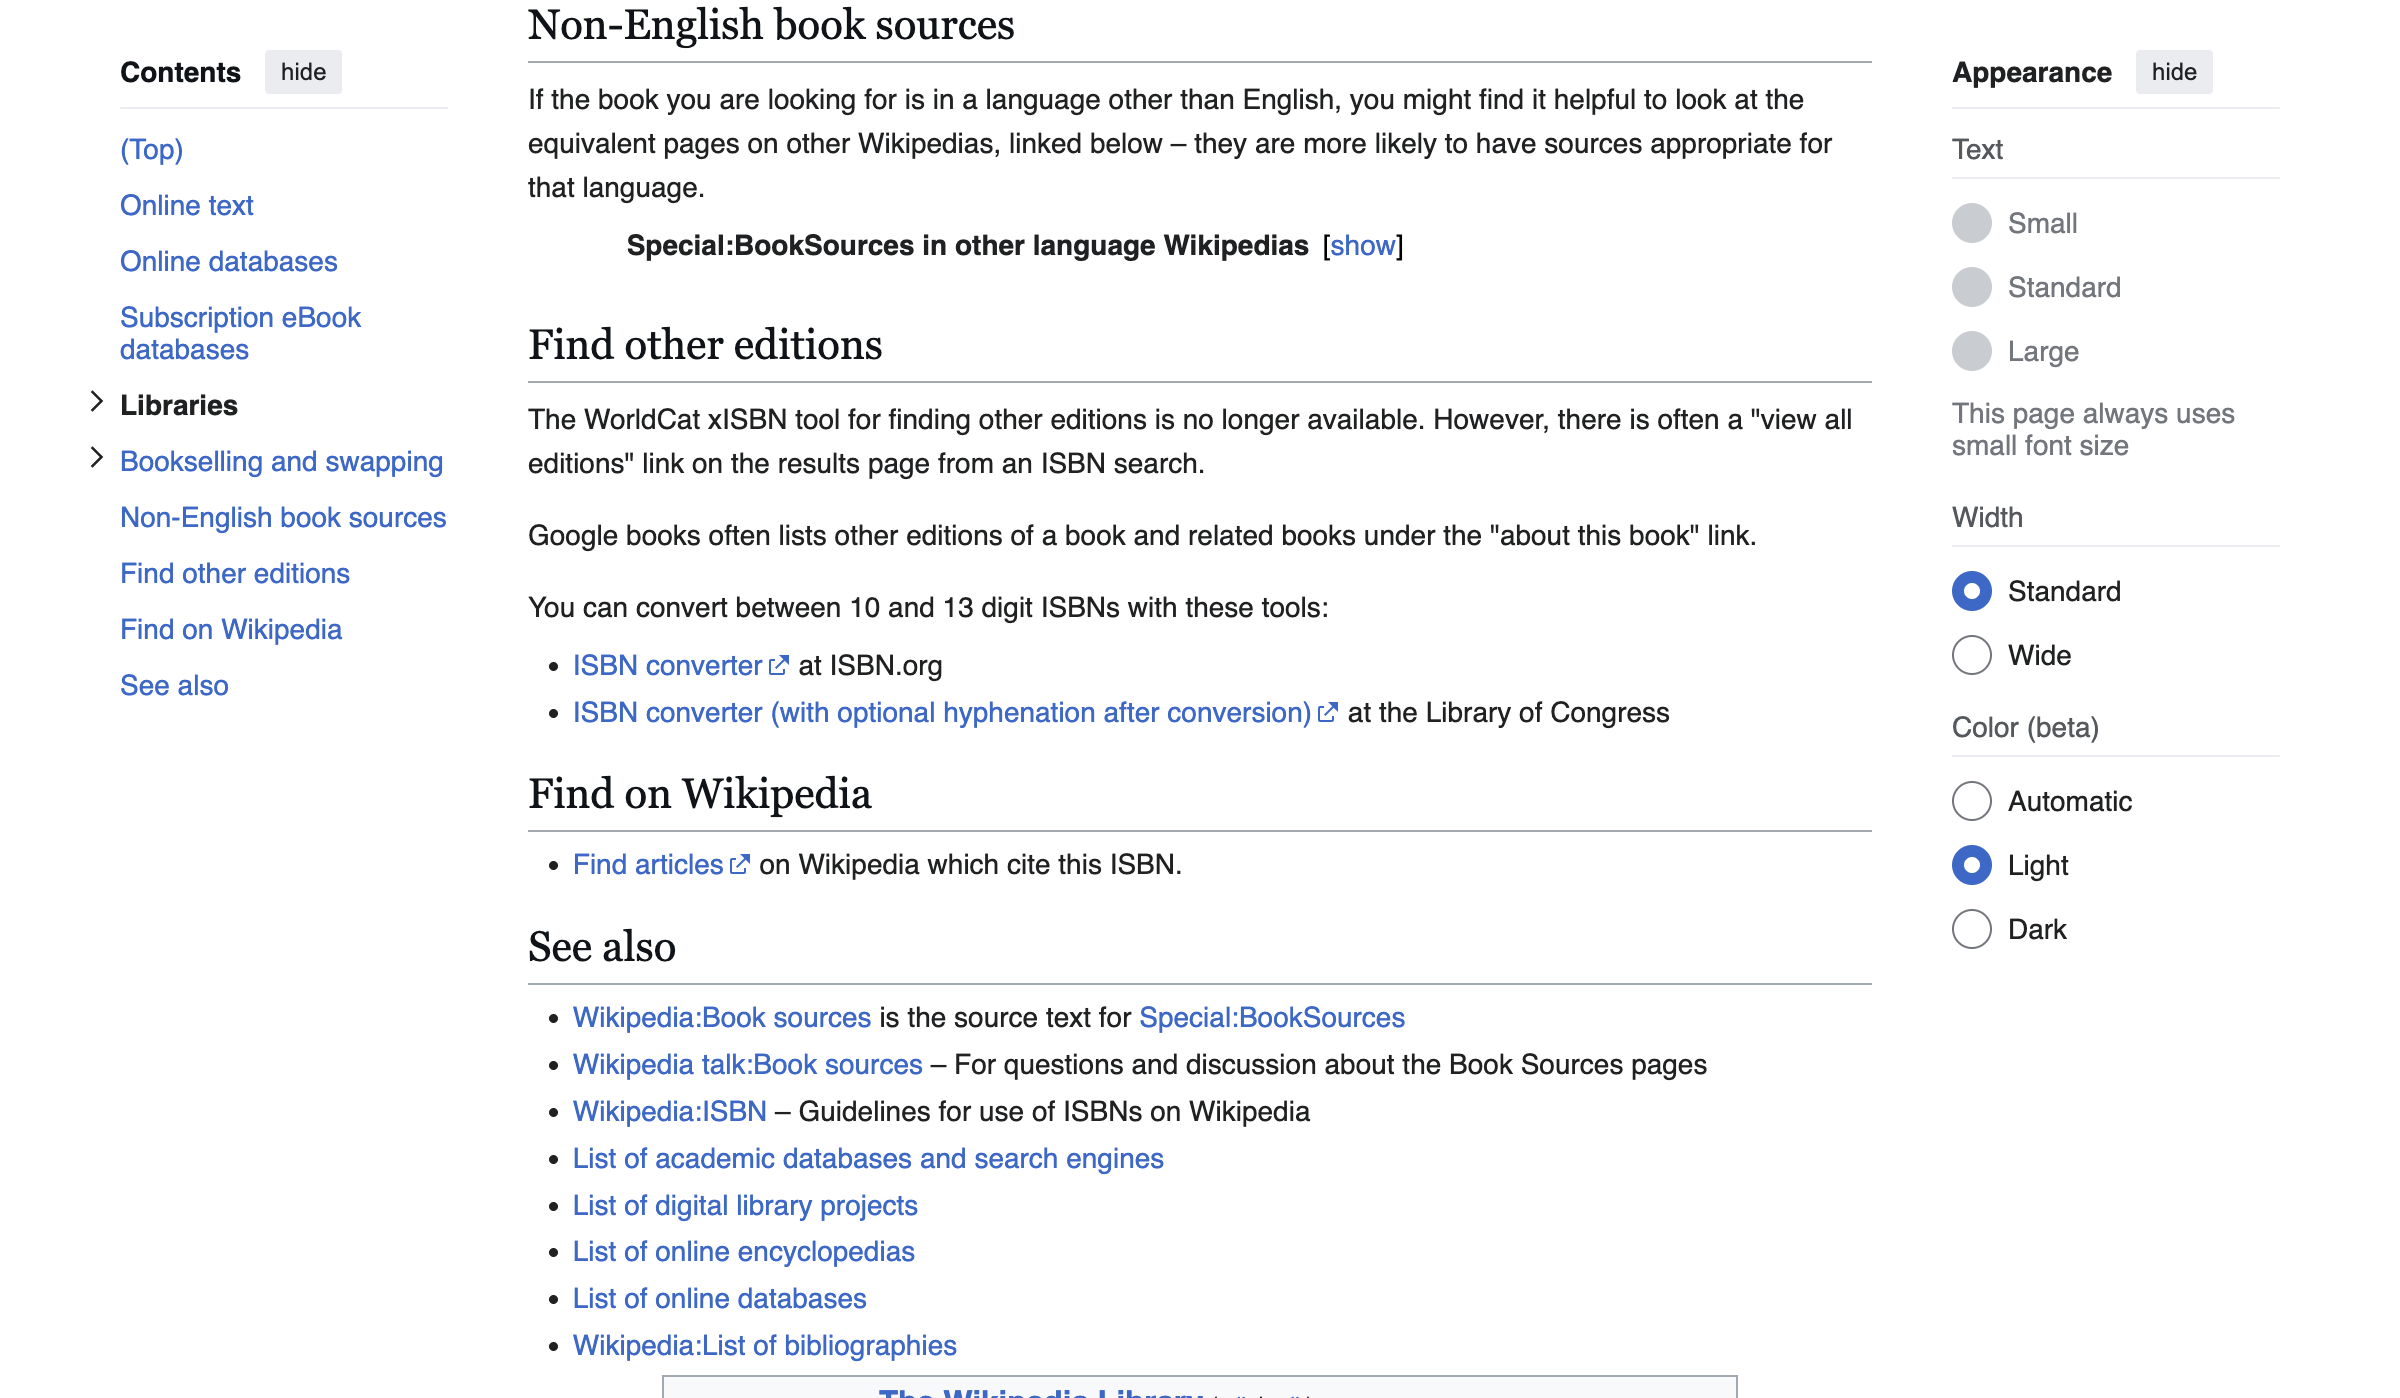 Contents hide
(Top)
Online text
Online databases
Subscription eBook
databases
Libraries
Bookselling and swapping
Non-English book sources
Find other editions
Find on Wikipedia
See also
Non-English book sources
If the book you are looking for is in a language other than English, you might find it helpful to look at the
equivalent pages on other Wikipedias, linked below – they are more likely to have sources appropriate for
that language.
Special:BookSources in other language Wikipedias [show]
Find other editions
The WorldCat xISBN tool for finding other editions is no longer available. However, there is often a "view all
editions" link on the results page from an ISBN search.
Google books often lists other editions of a book and related books under the "about this book" link.
You can convert between 10 and 13 digit ISBNs with these tools:
• ISBN converter at ISBN.org
• ISBN converter (with optional hyphenation after conversion) at the Library of Congress
Find on Wikipedia
• Find articles on Wikipedia which cite this ISBN.
See also
• Wikipedia:Book sources is the source text for Special:BookSources
• Wikipedia talk:Book sources – For questions and discussion about the Book Sources pages
• Wikipedia:ISBN – Guidelines for use of ISBNs on Wikipedia
• List of academic databases and search engines
• List of digital library projects
• List of online encyclopedias
• List of online databases
• Wikipedia:List of bibliographies
The Wikipedia Library
Appearance hide
Text
Small
Standard
Large
This page always uses
small font size
Width
Standard
Wide
Color (beta)
Automatic
Light
Dark